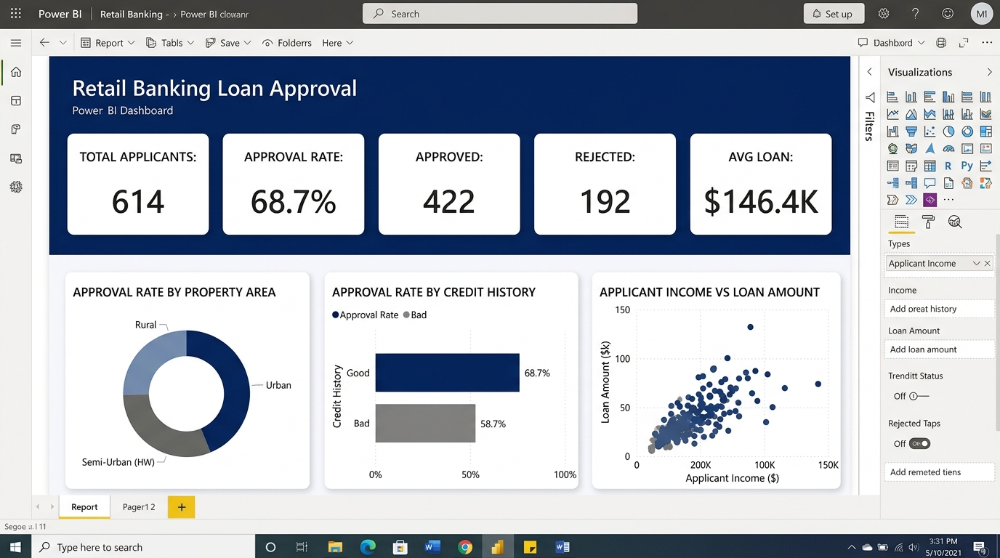 Power BI
Retail Banking - › Power BI clowanr
Search
Set up
MI
Report
Tabls
Save
Folderrs
Here
Dashboord
Retail Banking Loan Approval
Power BI Dashboard
TOTAL APPLICANTS:
614
APPROVAL RATE:
68.7%
APPROVED:
422
REJECTED:
192
AVG LOAN:
$146.4K
APPROVAL RATE BY PROPERTY AREA
Rural
Urban
Semi-Urban (HW)
APPROVAL RATE BY CREDIT HISTORY
Approval Rate
Bad
Credit History
Good
68.7%
Bad
58.7%
0%
50%
100%
APPLICANT INCOME VS LOAN AMOUNT
Loan Amount ($k)
150
100
50
0
0
200K
100K
150K
Applicant Income ($)
Filters
Visualizations
R
Py
Types
Applicant Income
Income
Add oreat history
Loan Amount
Add loan amount
Trenditt Status
Off
Rejected Taps
Off
Add remeted tiens
Report
Pager1 2
+
Segoe
11
Type here to search
3:31 PM
5/10/2021